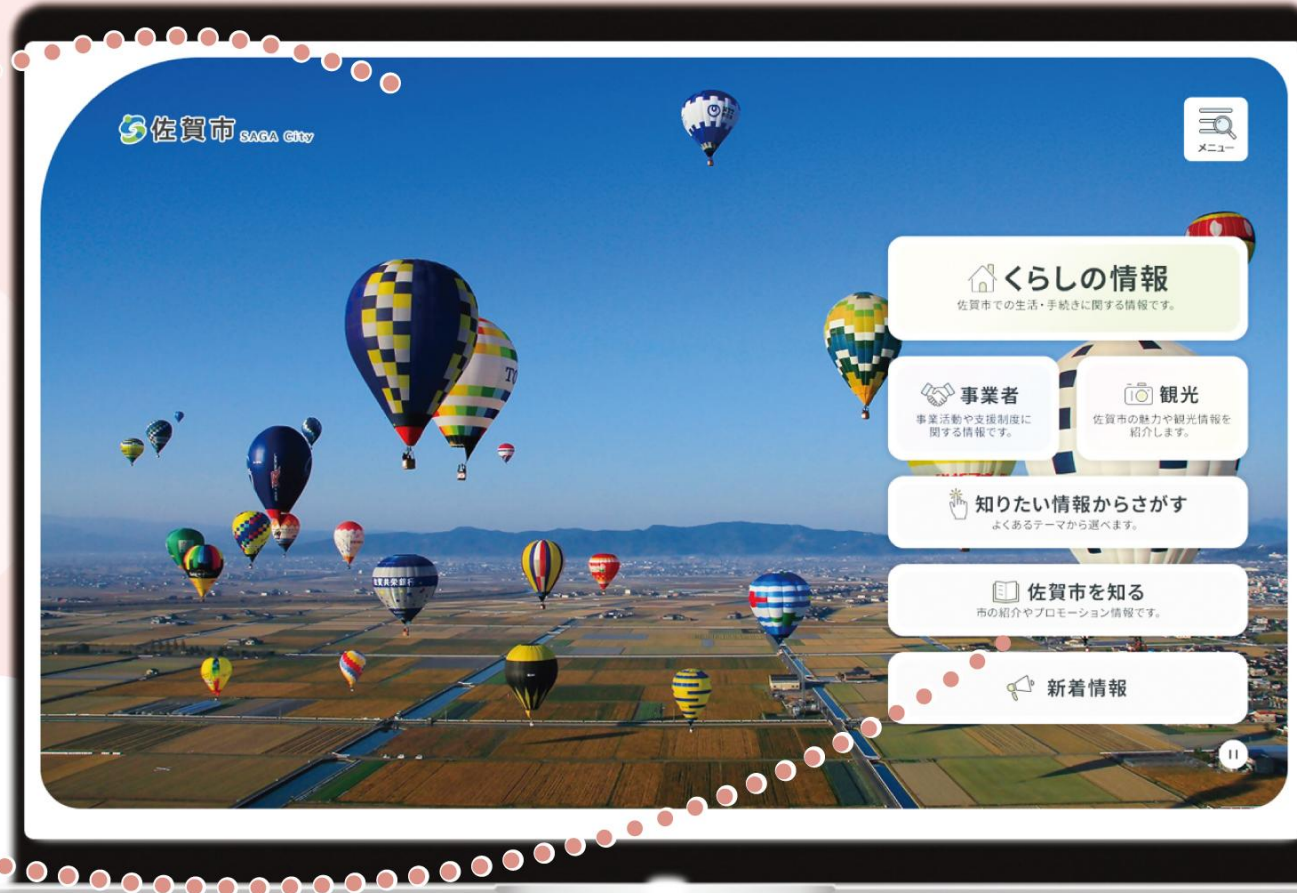 佐賀市 SAGA City
メニュー
くらしの情報
佐賀市での生活・手続きに関する情報です。
事業者
事業活動や支援制度に
関する情報です。
観光
佐賀市の魅力や観光情報を
紹介します。
知りたい情報からさがす
よくあるテーマから選べます。
佐賀市を知る
市の紹介やプロモーション情報です。
新着情報
佐賀共栄銀行